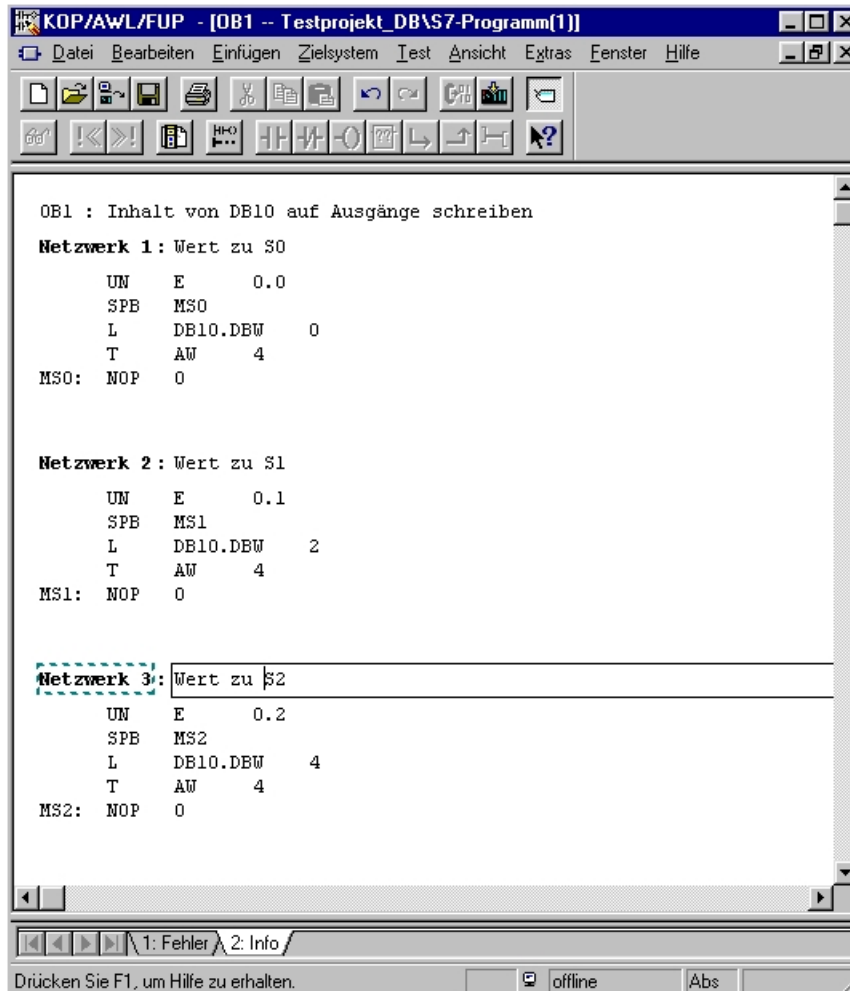 KOP/AWL/FUP - [OB1 -- Testprojekt_DB\S7-Programm(1)]
Datei Bearbeiten Einfügen Zielsystem Test Ansicht Extras Fenster Hilfe
OB1 : Inhalt von DB10 auf Ausgänge schreiben
Netzwerk 1 : Wert zu S0
UN E 0.0
SPB MS0
L DB10.DBW 0
T AW 4
MS0: NOP 0
Netzwerk 2 : Wert zu S1
UN E 0.1
SPB MS1
L DB10.DBW 2
T AW 4
MS1: NOP 0
Netzwerk 3 : Wert zu S2
UN E 0.2
SPB MS2
L DB10.DBW 4
T AW 4
MS2: NOP 0
1: Fehler 2: Info
Drücken Sie F1, um Hilfe zu erhalten. offline Abs